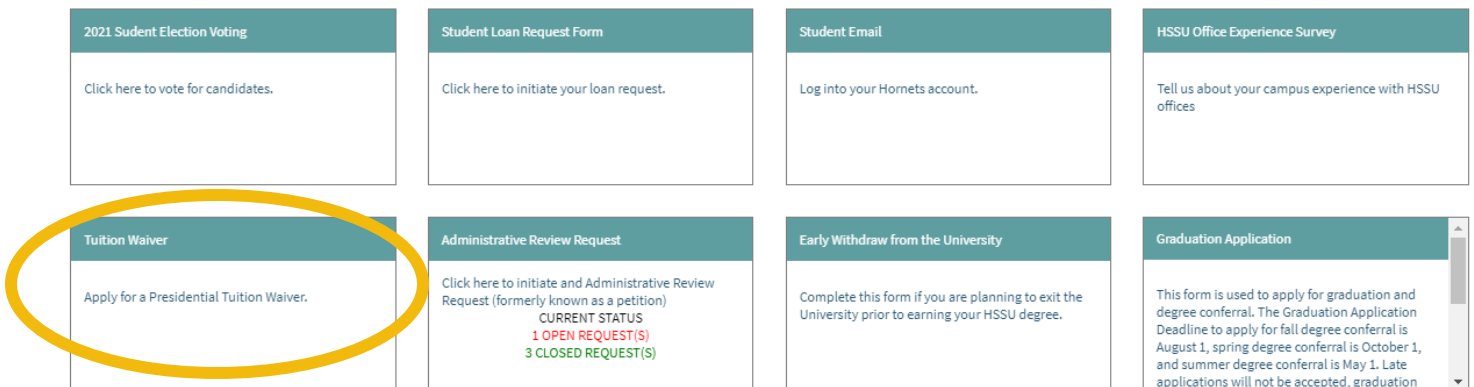 2021 Sudent Election Voting
Click here to vote for candidates.
Student Loan Request Form
Click here to initiate your loan request.
Student Email
Log into your Hornets account.
HSSU Office Experience Survey
Tell us about your campus experience with HSSU
offices
Tuition Waiver
Apply for a Presidential Tuition Waiver.
Administrative Review Request
Click here to initiate and Administrative Review
Request (formerly known as a petition)
CURRENT STATUS
1 OPEN REQUEST(S)
3 CLOSED REQUEST(S)
Early Withdraw from the University
Complete this form if you are planning to exit the
University prior to earning your HSSU degree.
Graduation Application
This form is used to apply for graduation and
degree conferral. The Graduation Application
Deadline to apply for fall degree conferral is
August 1, spring degree conferral is October 1,
and summer degree conferral is May 1. Late
applications will not be accepted, graduation